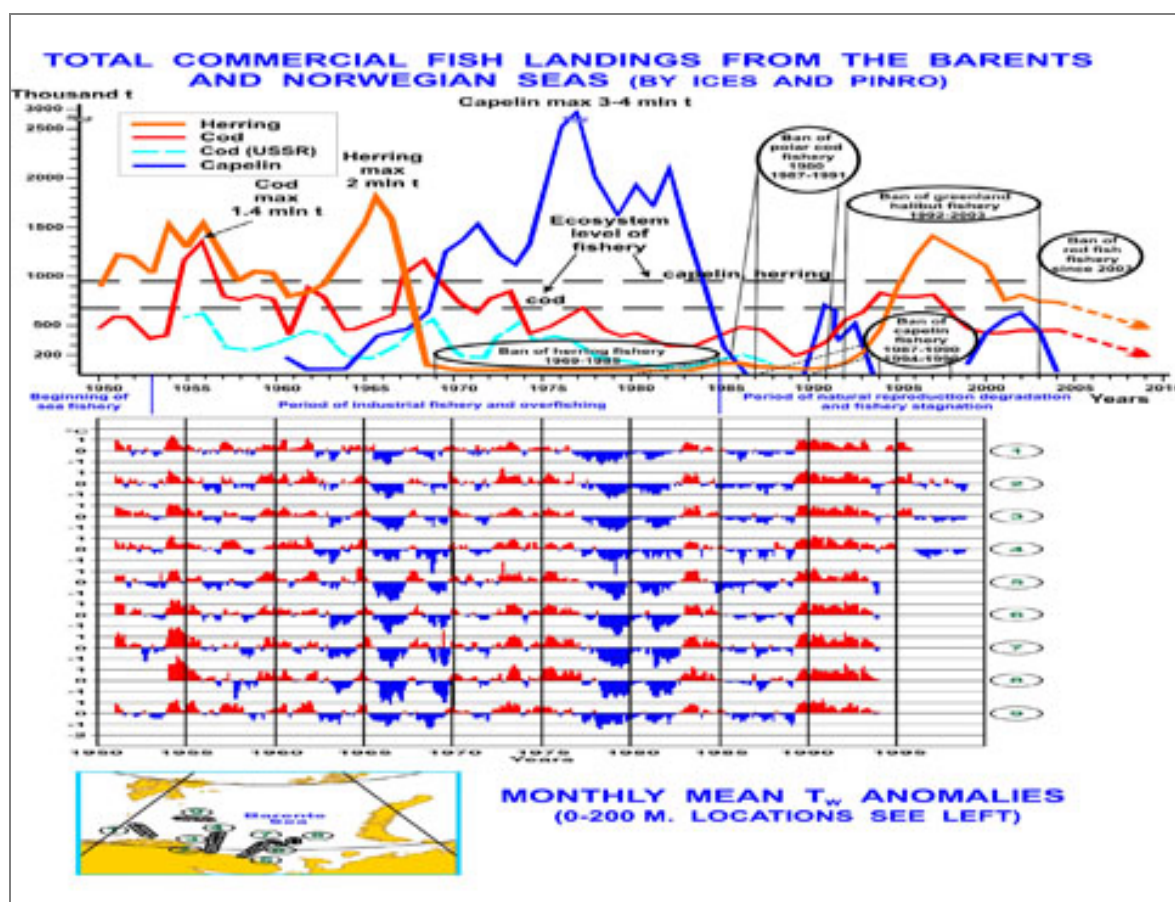 TOTAL COMMERCIAL FISH LANDINGS FROM THE BARENTS
AND NORWEGIAN SEAS (BY ICES AND PINRO)
Thousand t
Capelin max 3-4 mln t
3000
2500
2000
1500
1000
500
200
Herring
Cod
Cod (USSR)
Capelin
Cod
max
1.4 mln t
Herring
max
2 mln t
Ecosystem
level of
fishery
capelin, herring
cod
Ban of
polar cod
fishery
1980
1987-1991
Ban of greenland
halibut fishery
1992-2003
Ban of
red fish
fishery
since 2003
Ban of herring fishery
1969-1989
Ban of
capelin
fishery
1987-1990
1950 1955 1960 1965 1970 1975 1980 1985 1990 1995 2000 2005
Years
Beginning of
sea fishery
Period of industrial fishery and overfishing
Period of natural reproduction degradation
and fishery stagnation
1
2
3
4
5
6
7
8
9
1950 1955 1960 1965 1970 1975 1980 1985 1990 1995
Years
Barents
Sea
MONTHLY MEAN Tw ANOMALIES
(0-200 M. LOCATIONS SEE LEFT)